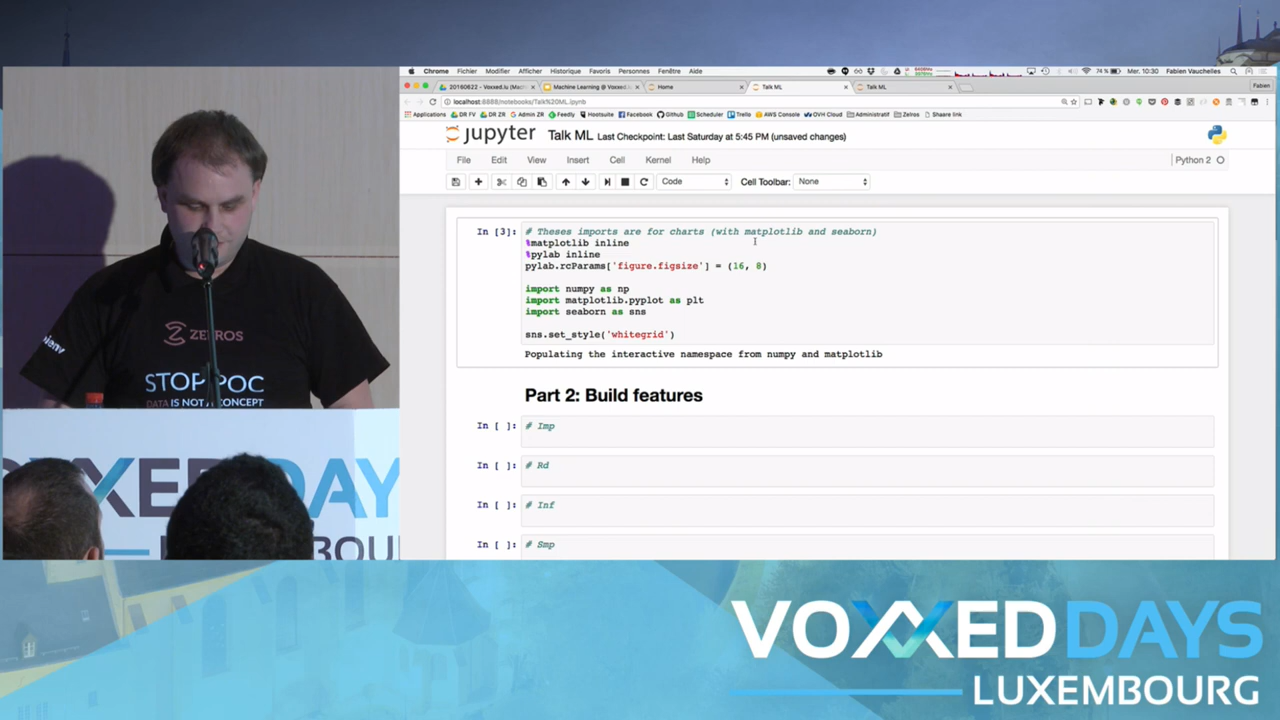 Chrome Fichier Modifier Afficher Historique Favoris Personnes Fenêtre Aide
74 % Mer. 10:30 Fabien Vauchelles
20160622 - Voxxed.lu (Mac
Machine Learning @ Voxxed.
Home
Talk ML
Talk ML
Fabien
localhost:8888/notebooks/Talk%20ML.ipynb
Applications DR FV DR ZR Admin ZR Feedly Hootsuite Facebook Github Scheduler Trello AWS Console OVH Cloud Administratif Zelros Shaare link
jupyter Talk ML Last Checkpoint: Last Saturday at 5:45 PM (unsaved changes)
File Edit View Insert Cell Kernel Help Python 2
Code Cell Toolbar: None
In [3]: # Theses imports are for charts (with matplotlib and seaborn)
%matplotlib inline
%pylab inline
pylab.rcParams['figure.figsize'] = (16, 8)
import numpy as np
import matplotlib.pyplot as plt
import seaborn as sns
sns.set_style('whitegrid')
Populating the interactive namespace from numpy and matplotlib
Part 2: Build features
In [ ]: # Imp
In [ ]: # Rd
In [ ]: # Inf
In [ ]: # Smp
ZELROS
STOP POC
DATA IS NOT A CONCEPT
VOXXED DAYS
LUXEMBOURG